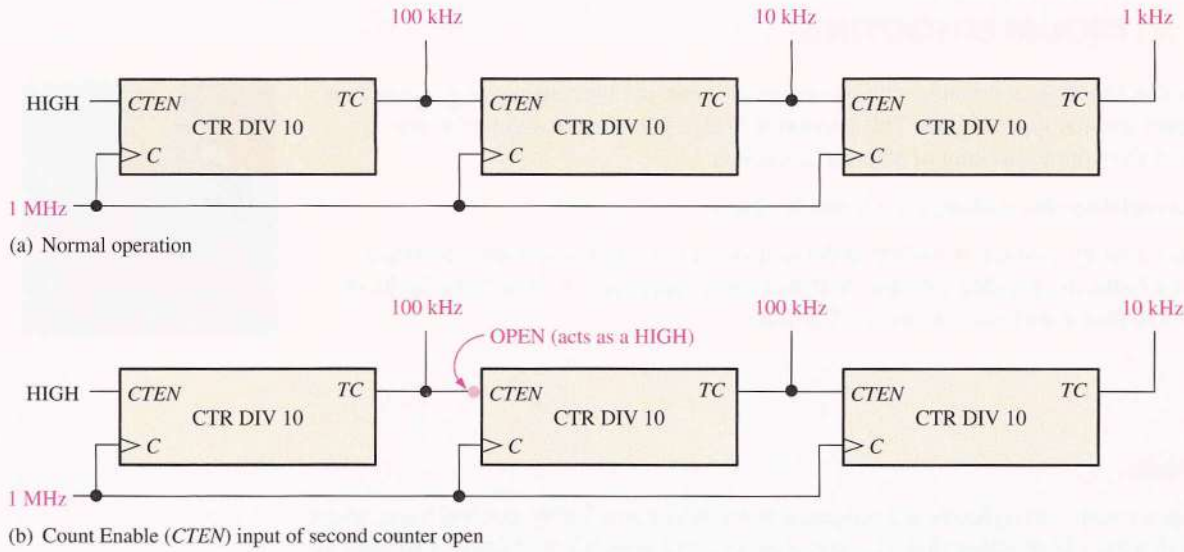 100 kHz 10 kHz 1 kHz
HIGH CTEN TC CTEN TC CTEN TC
CTR DIV 10 CTR DIV 10 CTR DIV 10
C C C
1 MHz
(a) Normal operation
100 kHz 100 kHz 10 kHz
OPEN (acts as a HIGH)
HIGH CTEN TC CTEN TC CTEN TC
CTR DIV 10 CTR DIV 10 CTR DIV 10
C C C
1 MHz
(b) Count Enable (CTEN) input of second counter open